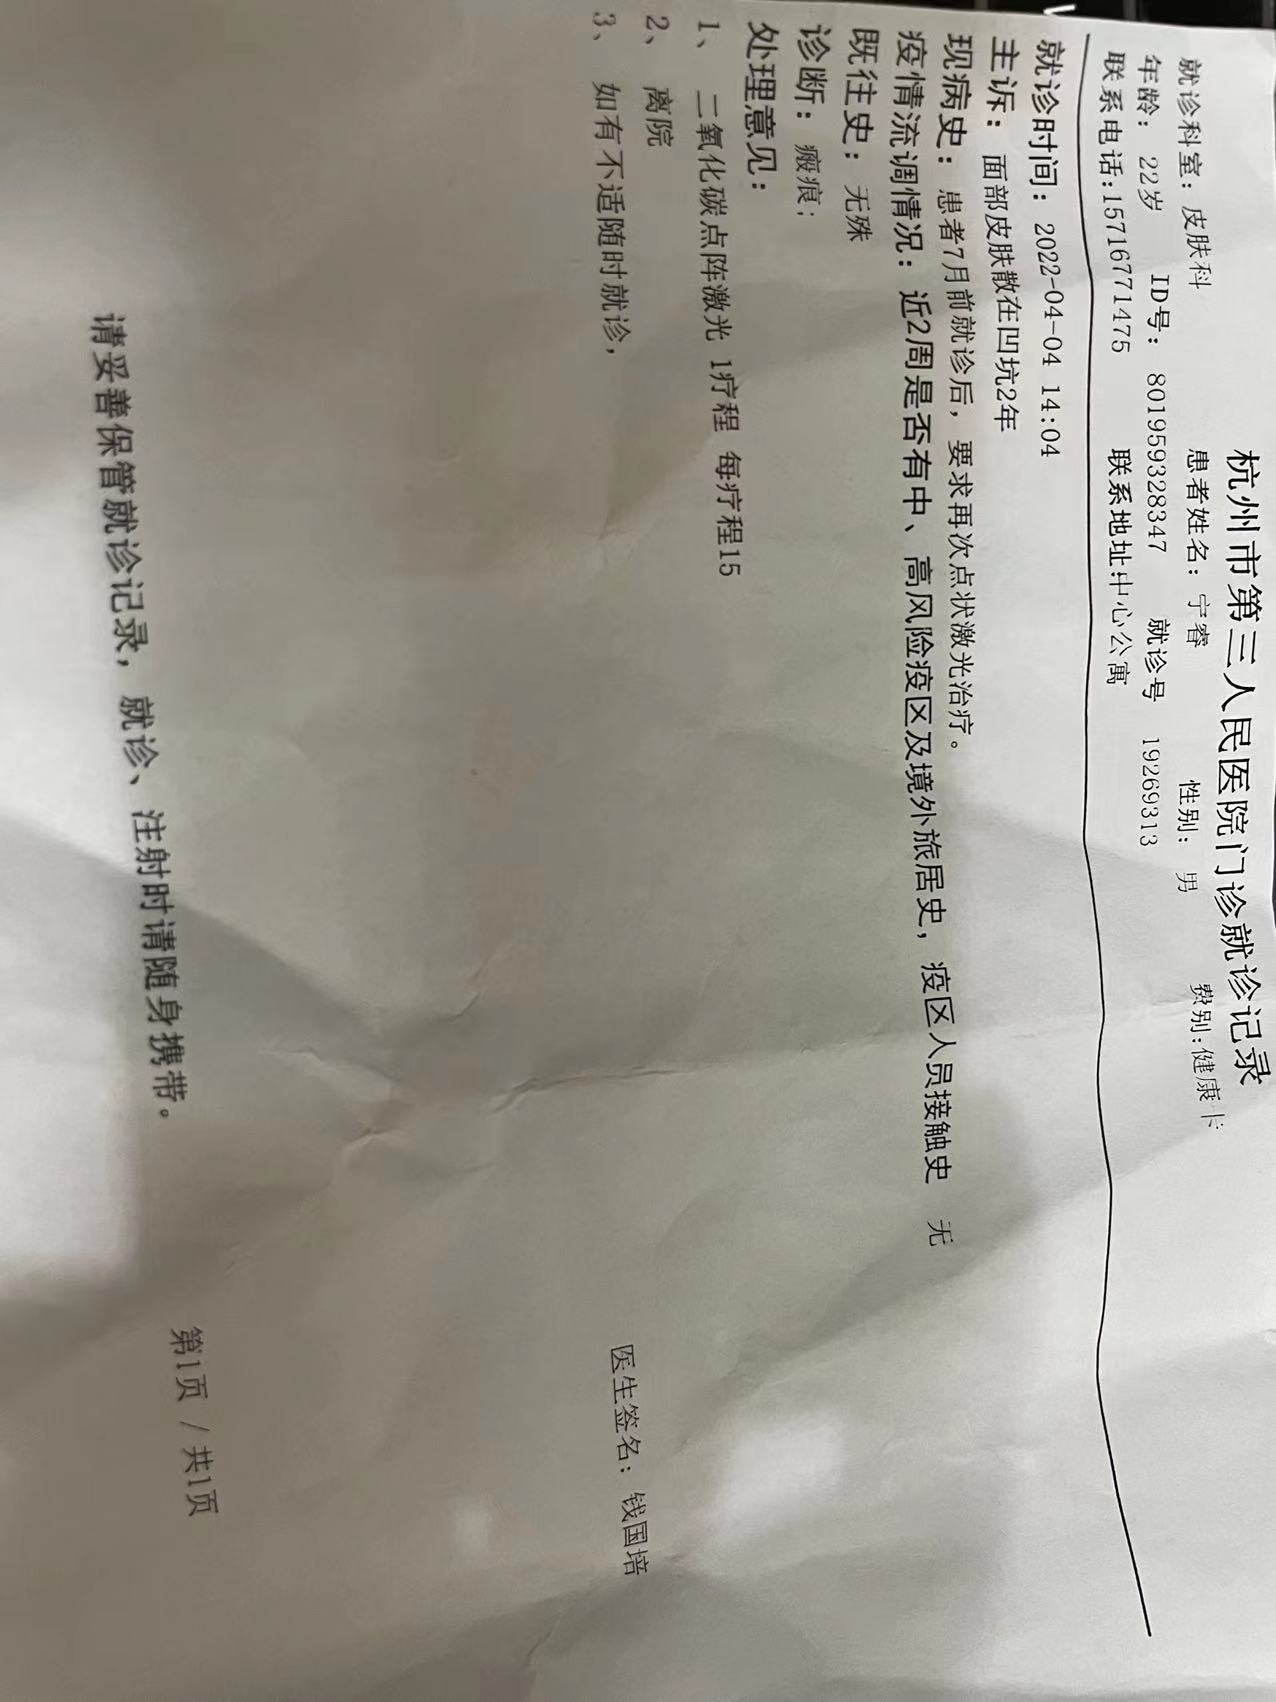 杭州市第三人民医院门诊就诊记录
就诊科室：皮肤科 患者姓名：宁睿 性别：男 费别:健康卡
年龄：22岁 ID号：801959328347 就诊号 19269313
联系电话:15716771475 联系地址:中心公寓
就诊时间：2022-04-04 14:04
主诉：面部皮肤散在凹坑2年
现病史：患者7月前就诊后，要求再次点状激光治疗。
疫情流调情况：近2周是否有中、高风险疫区及境外旅居史，疫区人员接触史 无
既往史：无殊
诊断：瘢痕;
处理意见：
1、 二氧化碳点阵激光 1疗程 每疗程15
2、 离院
3、 如有不适随时就诊，
医生签名：钱国培
请妥善保管就诊记录，就诊、注射时请随身携带。
第1页 / 共1页